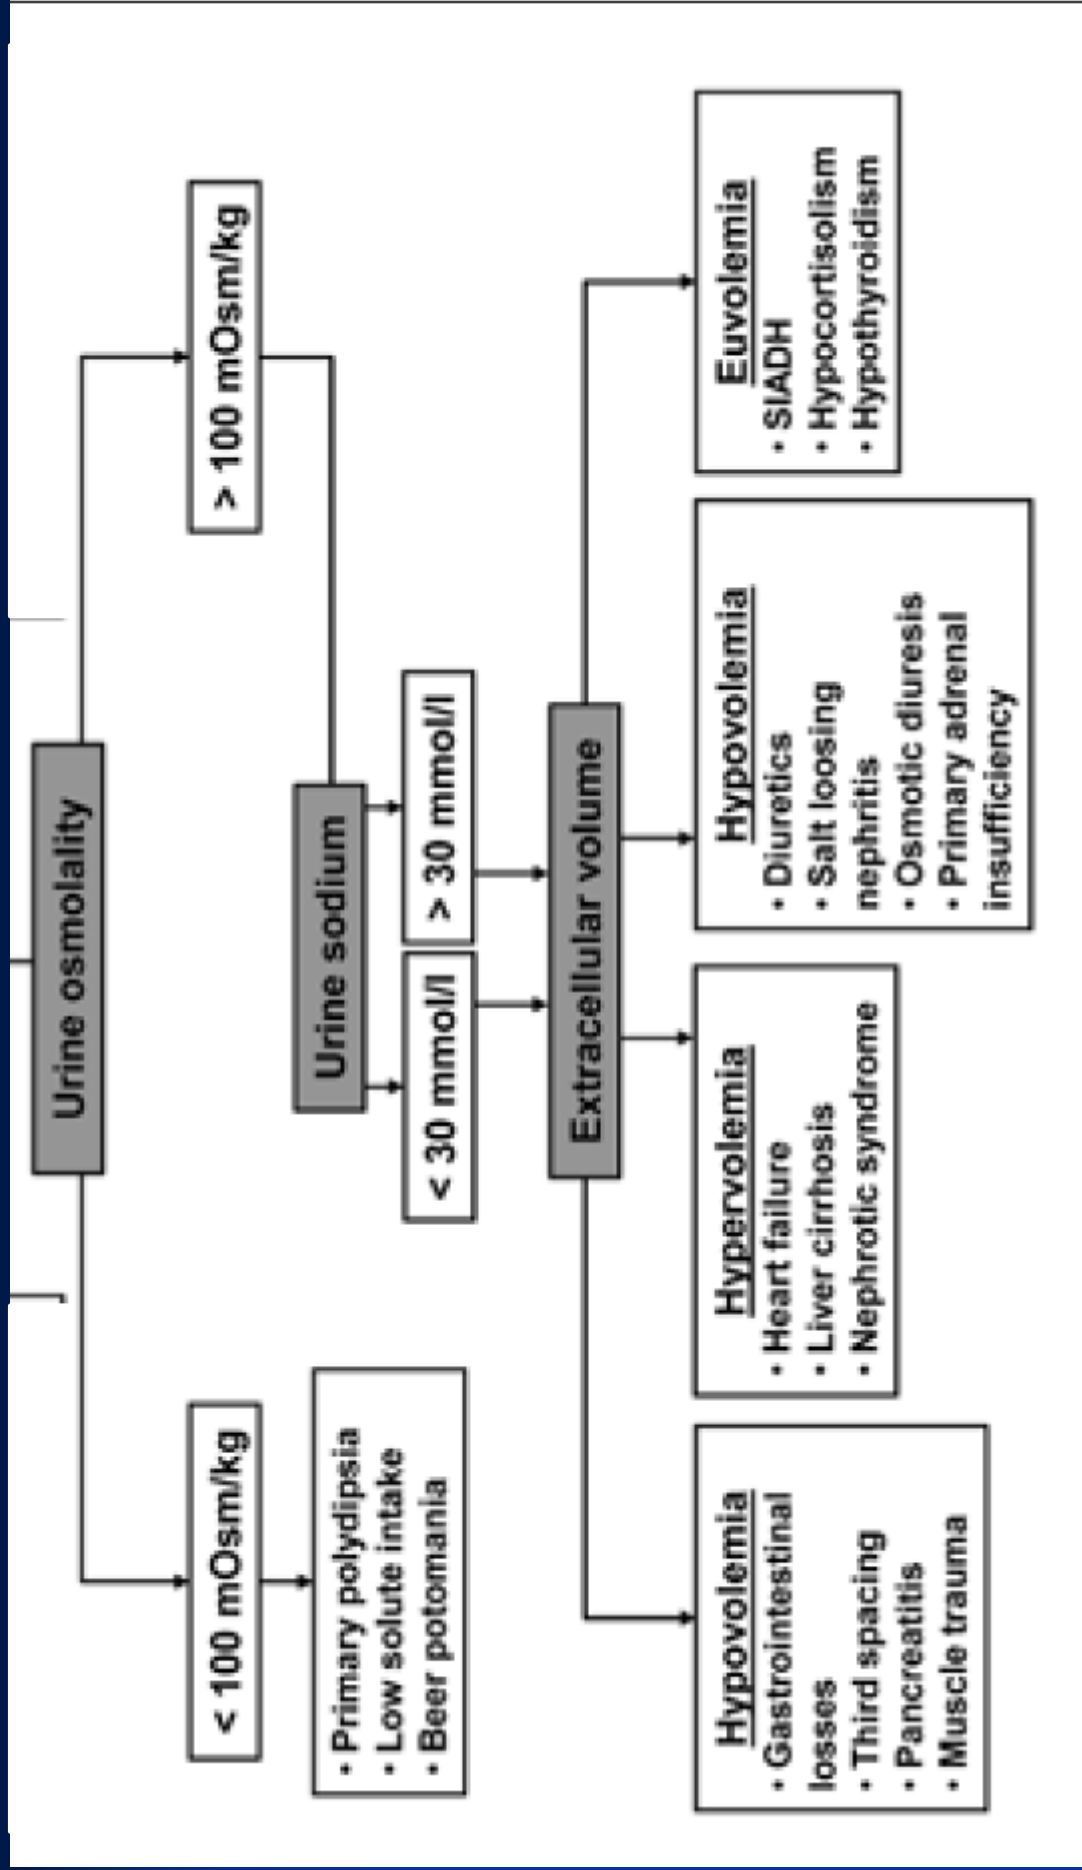 Urine osmolality
< 100 mOsm/kg
> 100 mOsm/kg
• Primary polydipsia
• Low solute intake
• Beer potomania
Urine sodium
< 30 mmol/l
> 30 mmol/l
Extracellular volume
Hypovolemia
• Gastrointestinal
losses
• Third spacing
• Pancreatitis
• Muscle trauma
Hypervolemia
• Heart failure
• Liver cirrhosis
• Nephrotic syndrome
Hypovolemia
• Diuretics
• Salt loosing
nephritis
• Osmotic diuresis
• Primary adrenal
insufficiency
Euvolemia
• SIADH
• Hypocortisolism
• Hypothyroidism